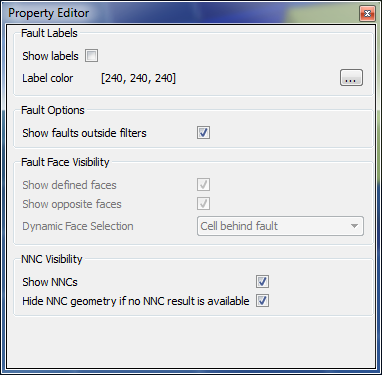 Property Editor
Fault Labels
Show labels
Label color [240, 240, 240] ...
Fault Options
Show faults outside filters
Fault Face Visibility
Show defined faces
Show opposite faces
Dynamic Face Selection Cell behind fault
NNC Visibility
Show NNCs
Hide NNC geometry if no NNC result is available